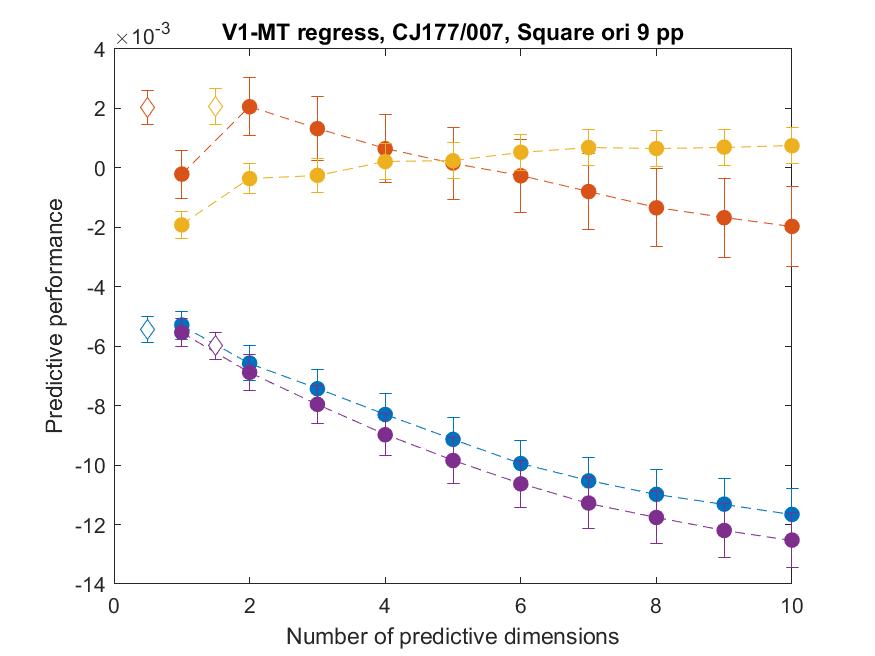 V1-MT regress, CJ177/007, Square ori 9 pp
×10-3
4
2
0
-2
-4
-6
-8
-10
-12
-14
Predictive performance
0 2 4 6 8 10
Number of predictive dimensions